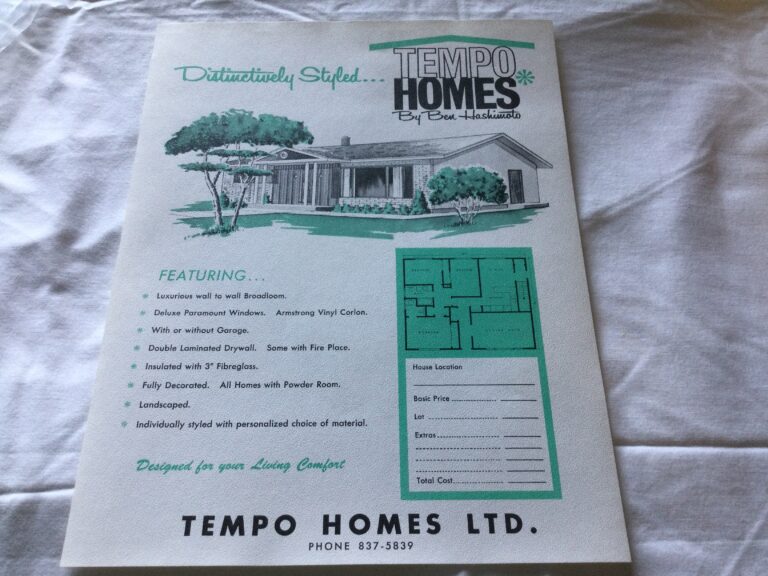 Distinctively Styled...
TEMPO
HOMES*
By Ben Hashimoto
FEATURING...
* Luxurious wall to wall Broadloom.
* Deluxe Paramount Windows. Armstrong Vinyl Corlon.
* With or without Garage.
* Double Laminated Drywall. Some with Fire Place.
* Insulated with 3" Fibreglass.
* Fully Decorated. All Homes with Powder Room.
* Landscaped.
* Individually styled with personalized choice of material.
Designed for your Living Comfort
House Location
Basic Price
Lot
Extras
Total Cost
TEMPO HOMES LTD.
PHONE 837-5839